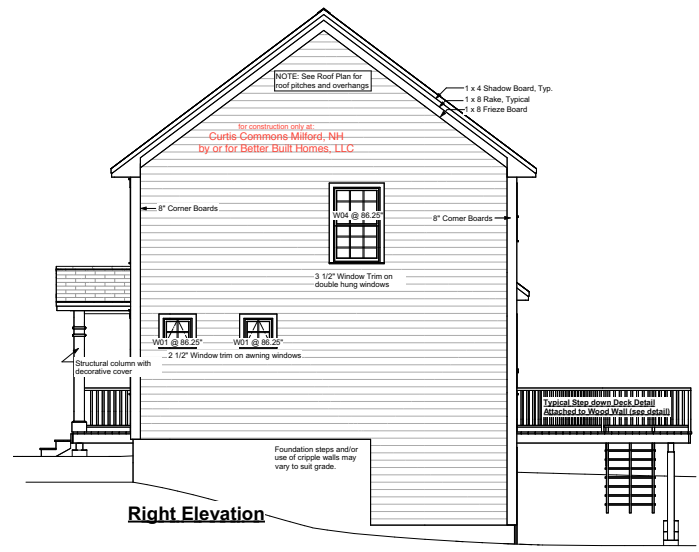 NOTE: See Roof Plan for
roof pitches and overhangs
1 x 4 Shadow Board, Typ.
1 x 8 Rake, Typical
1 x 8 Frieze Board
for construction only at:
Curtis Commons Milford, NH
by or for Better Built Homes, LLC
8" Corner Boards
W04 @ 86.25"
8" Corner Boards
3 1/2" Window Trim on
double hung windows
W01 @ 86.25"
W01 @ 86.25"
2 1/2" Window trim on awning windows
Structural column with
decorative cover
Typical Step down Deck Detail
Attached to Wood Wall (see detail)
Foundation steps and/or
use of cripple walls may
vary to suit grade.
Right Elevation